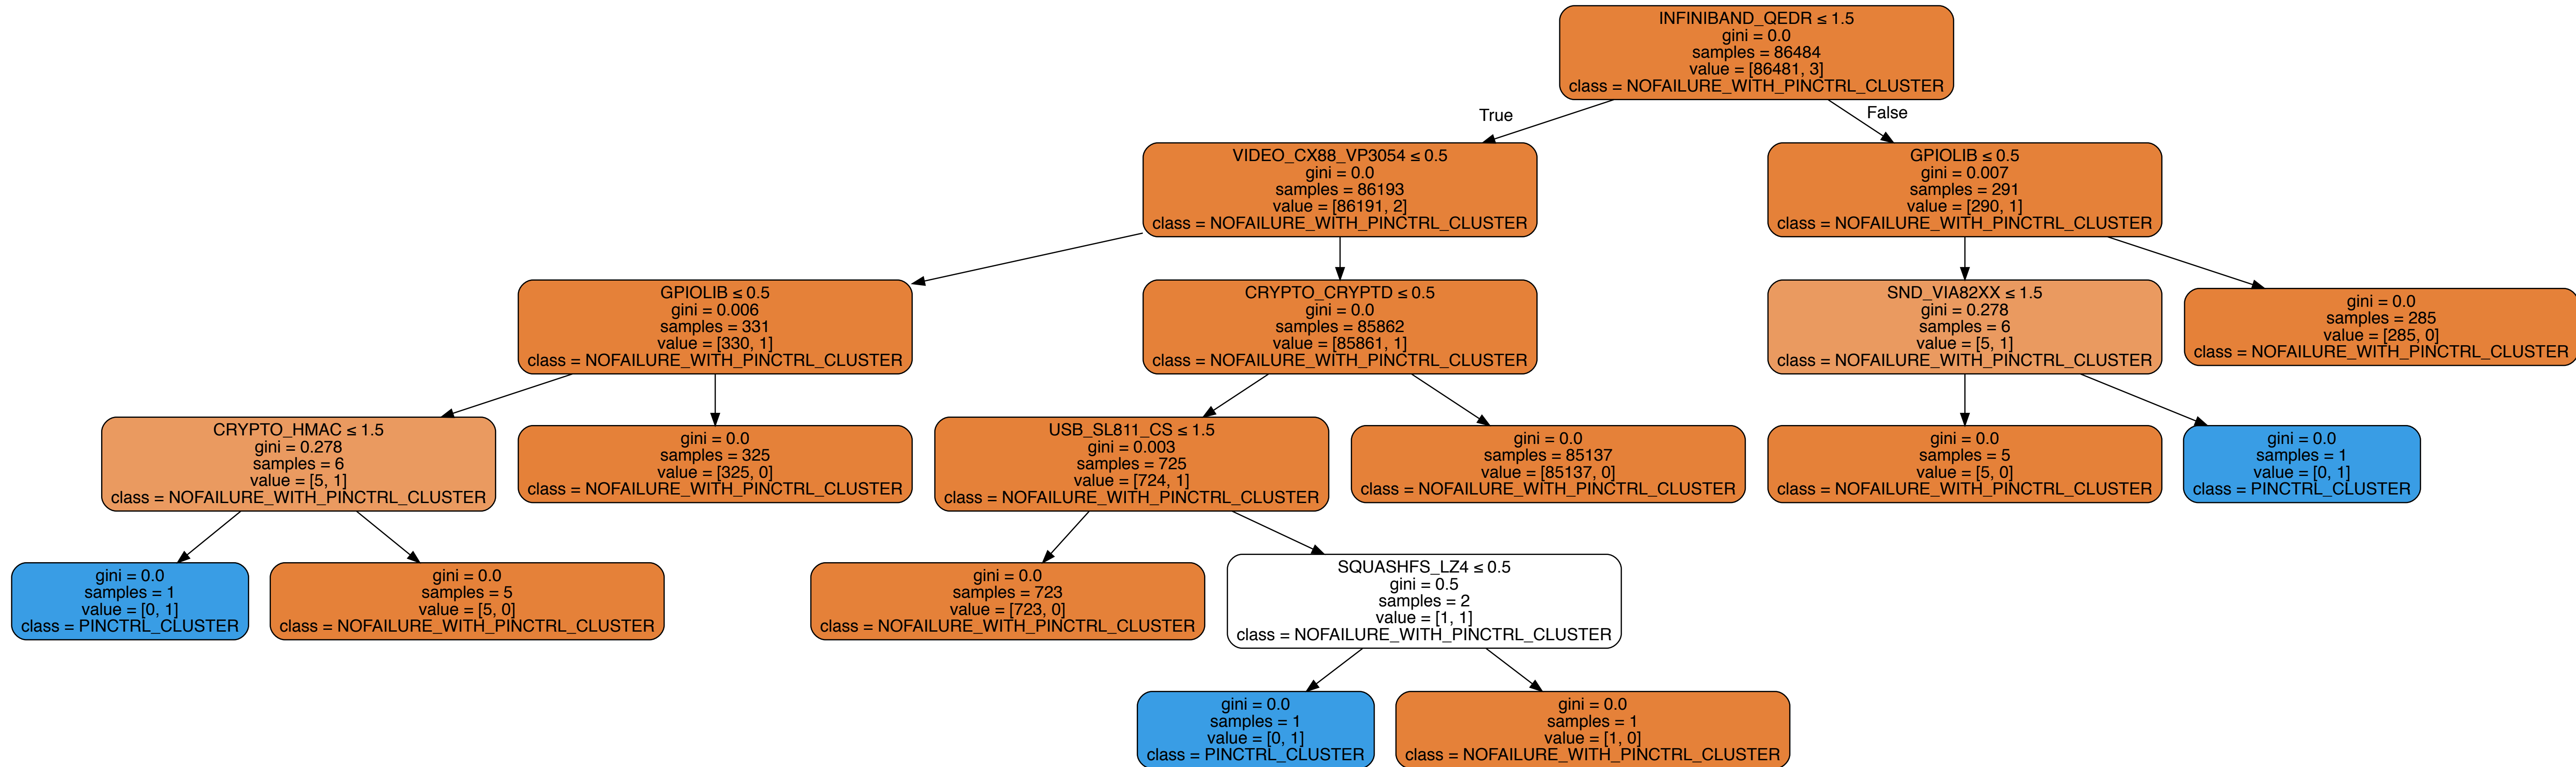 INFINIBAND_QEDR ≤ 1.5
gini = 0.0
samples = 86484
value = [86481, 3]
class = NOFAILURE_WITH_PINCTRL_CLUSTER
True
False
VIDEO_CX88_VP3054 ≤ 0.5
gini = 0.0
samples = 86193
value = [86191, 2]
class = NOFAILURE_WITH_PINCTRL_CLUSTER
GPIOLIB ≤ 0.5
gini = 0.007
samples = 291
value = [290, 1]
class = NOFAILURE_WITH_PINCTRL_CLUSTER
GPIOLIB ≤ 0.5
gini = 0.006
samples = 331
value = [330, 1]
class = NOFAILURE_WITH_PINCTRL_CLUSTER
CRYPTO_CRYPTD ≤ 0.5
gini = 0.0
samples = 85862
value = [85861, 1]
class = NOFAILURE_WITH_PINCTRL_CLUSTER
SND_VIA82XX ≤ 1.5
gini = 0.278
samples = 6
value = [5, 1]
class = NOFAILURE_WITH_PINCTRL_CLUSTER
gini = 0.0
samples = 285
value = [285, 0]
class = NOFAILURE_WITH_PINCTRL_CLUSTER
CRYPTO_HMAC ≤ 1.5
gini = 0.278
samples = 6
value = [5, 1]
class = NOFAILURE_WITH_PINCTRL_CLUSTER
gini = 0.0
samples = 325
value = [325, 0]
class = NOFAILURE_WITH_PINCTRL_CLUSTER
USB_SL811_CS ≤ 1.5
gini = 0.003
samples = 725
value = [724, 1]
class = NOFAILURE_WITH_PINCTRL_CLUSTER
gini = 0.0
samples = 85137
value = [85137, 0]
class = NOFAILURE_WITH_PINCTRL_CLUSTER
gini = 0.0
samples = 5
value = [5, 0]
class = NOFAILURE_WITH_PINCTRL_CLUSTER
gini = 0.0
samples = 1
value = [0, 1]
class = PINCTRL_CLUSTER
gini = 0.0
samples = 1
value = [0, 1]
class = PINCTRL_CLUSTER
gini = 0.0
samples = 5
value = [5, 0]
class = NOFAILURE_WITH_PINCTRL_CLUSTER
gini = 0.0
samples = 723
value = [723, 0]
class = NOFAILURE_WITH_PINCTRL_CLUSTER
SQUASHFS_LZ4 ≤ 0.5
gini = 0.5
samples = 2
value = [1, 1]
class = NOFAILURE_WITH_PINCTRL_CLUSTER
gini = 0.0
samples = 1
value = [0, 1]
class = PINCTRL_CLUSTER
gini = 0.0
samples = 1
value = [1, 0]
class = NOFAILURE_WITH_PINCTRL_CLUSTER